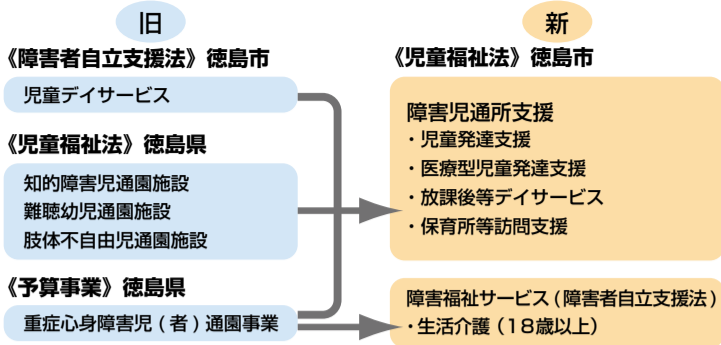 旧
《障害者自立支援法》徳島市
児童デイサービス
《児童福祉法》徳島県
知的障害児通園施設
難聴幼児通園施設
肢体不自由児通園施設
《予算事業》徳島県
重症心身障害児(者)通園事業
新
《児童福祉法》徳島市
障害児通所支援
・児童発達支援
・医療型児童発達支援
・放課後等デイサービス
・保育所等訪問支援
障害福祉サービス(障害者自立支援法)
・生活介護(18歳以上)